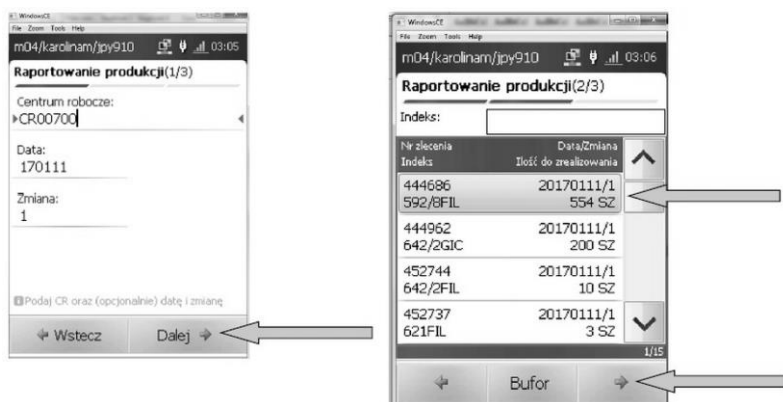 WindowsCE
File Zoom Tools Help
m04/karolinam/jpy910 03:05
Raportowanie produkcji(1/3)
Centrum robocze:
CR00700
Data:
170111
Zmiana:
1
Podaj CR oraz (opcjonalnie) datę i zmianę
Wstecz Dalej
WindowsCE
File Zoom Tools Help
m04/karolinam/jpy910 03:06
Raportowanie produkcji(2/3)
Indeks:
Nr zlecenia Data/Zmiana
Indeks Ilość do zrealizowania
444686 20170111/1
592/8FIL 554 SZ
444962 20170111/1
642/2GIC 200 SZ
452744 20170111/1
642/2FIL 10 SZ
452737 20170111/1
621FIL 3 SZ
1/15
Bufor